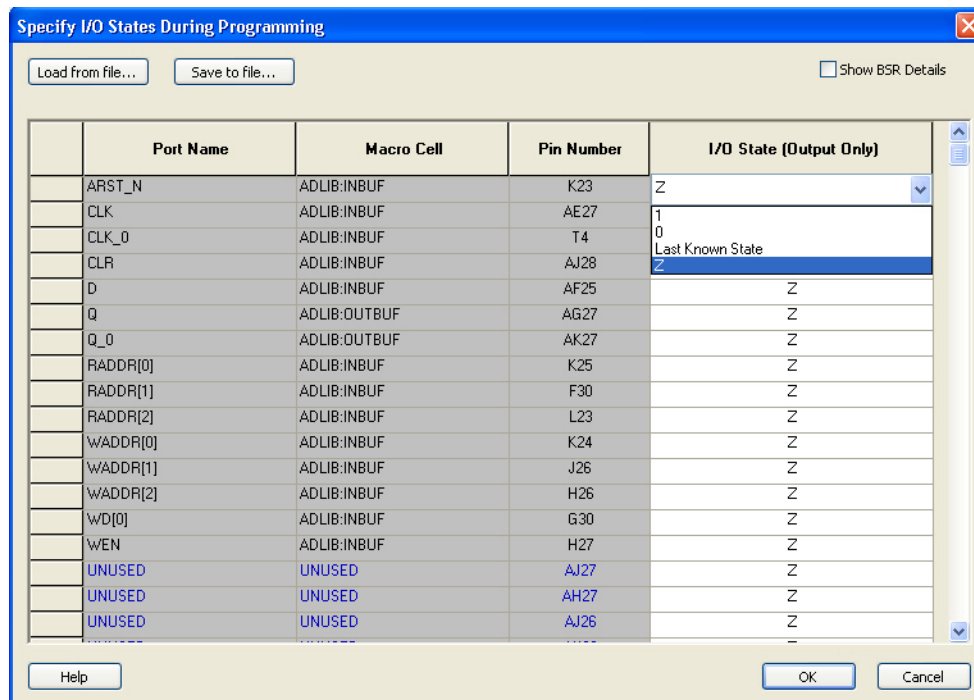 Specify I/O States During Programming
Load from file... Save to file... Show BSR Details
Port Name Macro Cell Pin Number I/O State (Output Only)
ARST_N ADLIB:INBUF K23 Z
CLK ADLIB:INBUF AE27 1
CLK_0 ADLIB:INBUF T4 0
Last Known State
CLR ADLIB:INBUF AJ28 Z
D ADLIB:INBUF AF25 Z
Q ADLIB:OUTBUF AG27 Z
Q_0 ADLIB:OUTBUF AK27 Z
RADDR[0] ADLIB:INBUF K25 Z
RADDR[1] ADLIB:INBUF F30 Z
RADDR[2] ADLIB:INBUF L23 Z
WADDR[0] ADLIB:INBUF K24 Z
WADDR[1] ADLIB:INBUF J26 Z
WADDR[2] ADLIB:INBUF H26 Z
WD[0] ADLIB:INBUF G30 Z
WEN ADLIB:INBUF H27 Z
UNUSED UNUSED AJ27 Z
UNUSED UNUSED AH27 Z
UNUSED UNUSED AJ26 Z
Help OK Cancel